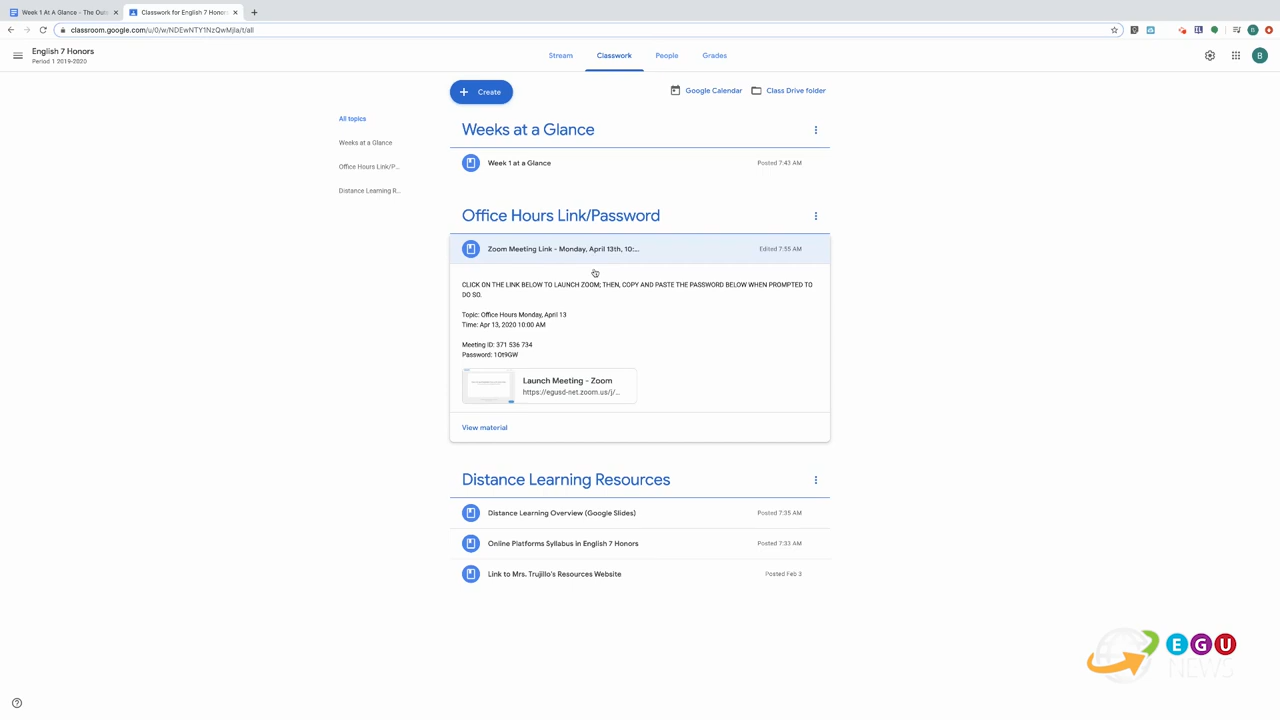 Week 1 At A Glance - The Outs
Classwork for English 7 Honors
classroom.google.com/u/0/w/NDEwNTY1NzQwMjIa/t/all
English 7 Honors
Period 1 2019-2020
Stream
Classwork
People
Grades
B
Create
Google Calendar
Class Drive folder
All topics
Weeks at a Glance
Office Hours Link/P...
Distance Learning R...
Weeks at a Glance
Week 1 at a Glance
Posted 7:43 AM
Office Hours Link/Password
Zoom Meeting Link - Monday, April 13th, 10:...
Edited 7:55 AM
CLICK ON THE LINK BELOW TO LAUNCH ZOOM; THEN, COPY AND PASTE THE PASSWORD BELOW WHEN PROMPTED TO
DO SO.
Topic: Office Hours Monday, April 13
Time: Apr 13, 2020 10:00 AM
Meeting ID: 371 536 734
Password: 1Ot9GW
Launch Meeting - Zoom
https://egusd-net.zoom.us/j/...
View material
Distance Learning Resources
Distance Learning Overview (Google Slides)
Posted 7:35 AM
Online Platforms Syllabus in English 7 Honors
Posted 7:33 AM
Link to Mrs. Trujillo's Resources Website
Posted Feb 3
EGU
NEWS